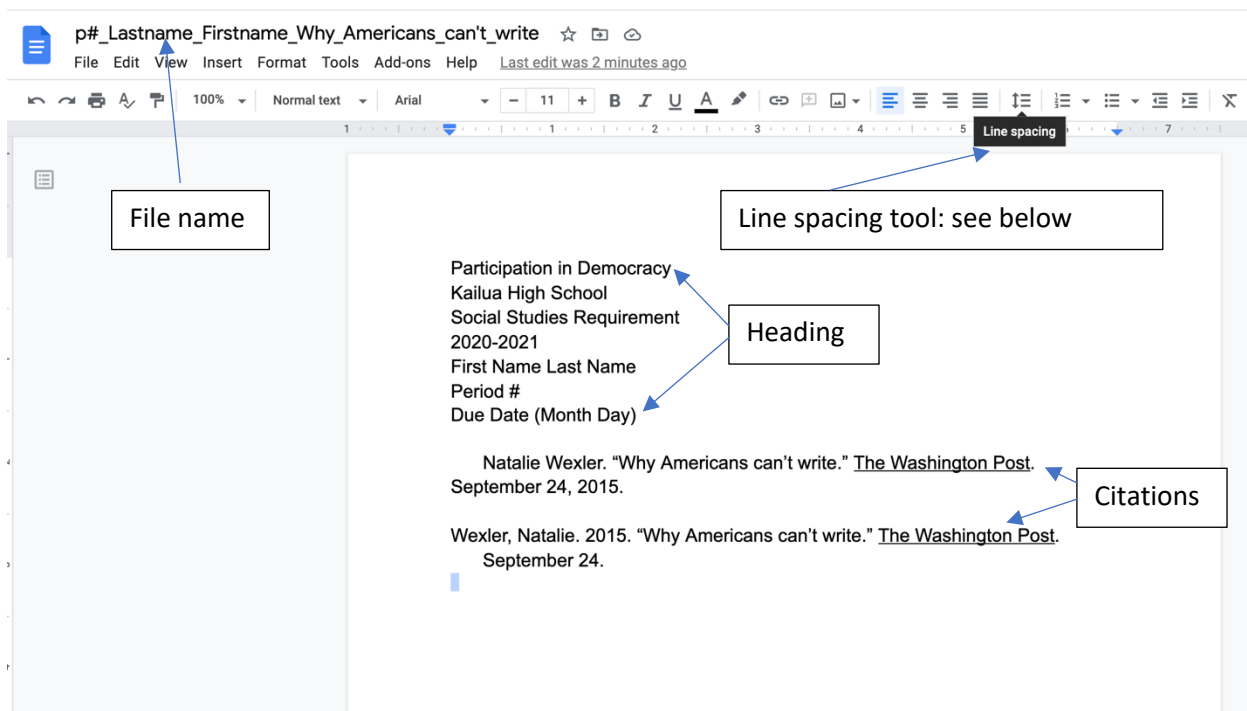 p#_Lastname_Firstname_Why_Americans_can't_write
File Edit View Insert Format Tools Add-ons Help Last edit was 2 minutes ago
100% Normal text Arial 11 B I U A
1 1 2 3 4 5 6 7
Line spacing
File name
Line spacing tool: see below
Participation in Democracy
Kailua High School
Social Studies Requirement
2020-2021
First Name Last Name
Period #
Due Date (Month Day)
Heading
Natalie Wexler. “Why Americans can’t write.” The Washington Post.
September 24, 2015.
Citations
Wexler, Natalie. 2015. “Why Americans can’t write.” The Washington Post.
September 24.